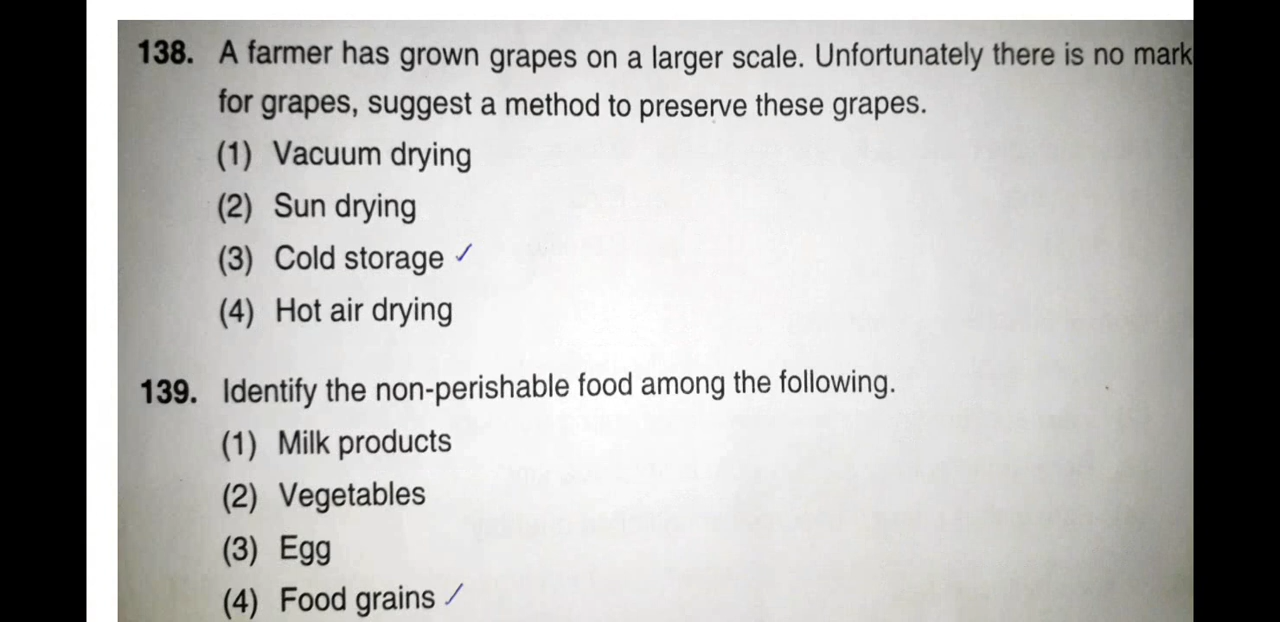 138. A farmer has grown grapes on a larger scale. Unfortunately there is no mark
for grapes, suggest a method to preserve these grapes.
(1) Vacuum drying
(2) Sun drying
(3) Cold storage ✓
(4) Hot air drying
139. Identify the non-perishable food among the following.
(1) Milk products
(2) Vegetables
(3) Egg
(4) Food grains ✓